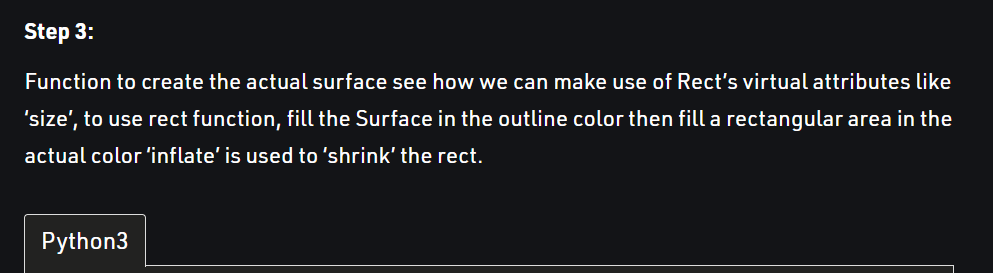 Step 3:
Function to create the actual surface see how we can make use of Rect’s virtual attributes like
‘size’, to use rect function, fill the Surface in the outline color then fill a rectangular area in the
actual color ‘inflate’ is used to ‘shrink’ the rect.
Python3